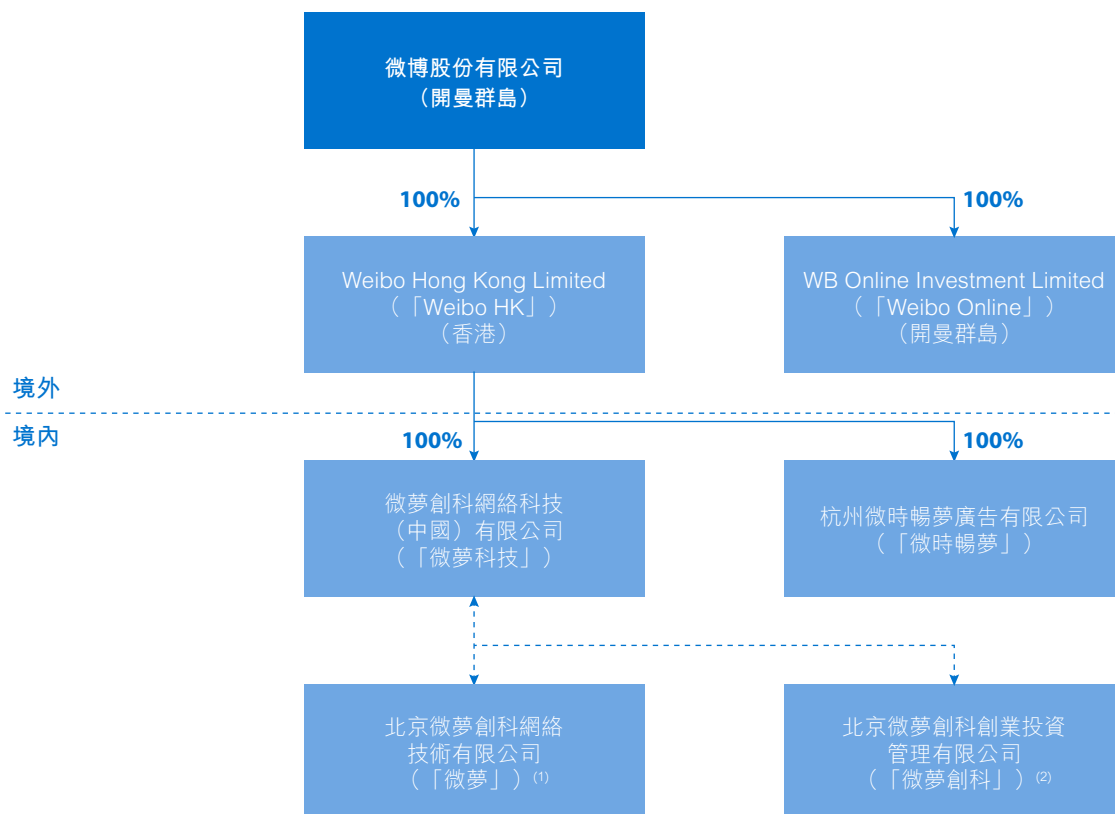 微博股份有限公司
（開曼群島）
100%
100%
Weibo Hong Kong Limited
（「Weibo HK」）
（香港）
WB Online Investment Limited
（「Weibo Online」）
（開曼群島）
境外
境內
100%
100%
微夢創科網絡科技
（中國）有限公司
（「微夢科技」）
杭州微時暢夢廣告有限公司
（「微時暢夢」）
北京微夢創科網絡
技術有限公司
（「微夢」）(1)
北京微夢創科創業投資
管理有限公司
（「微夢創科」）(2)